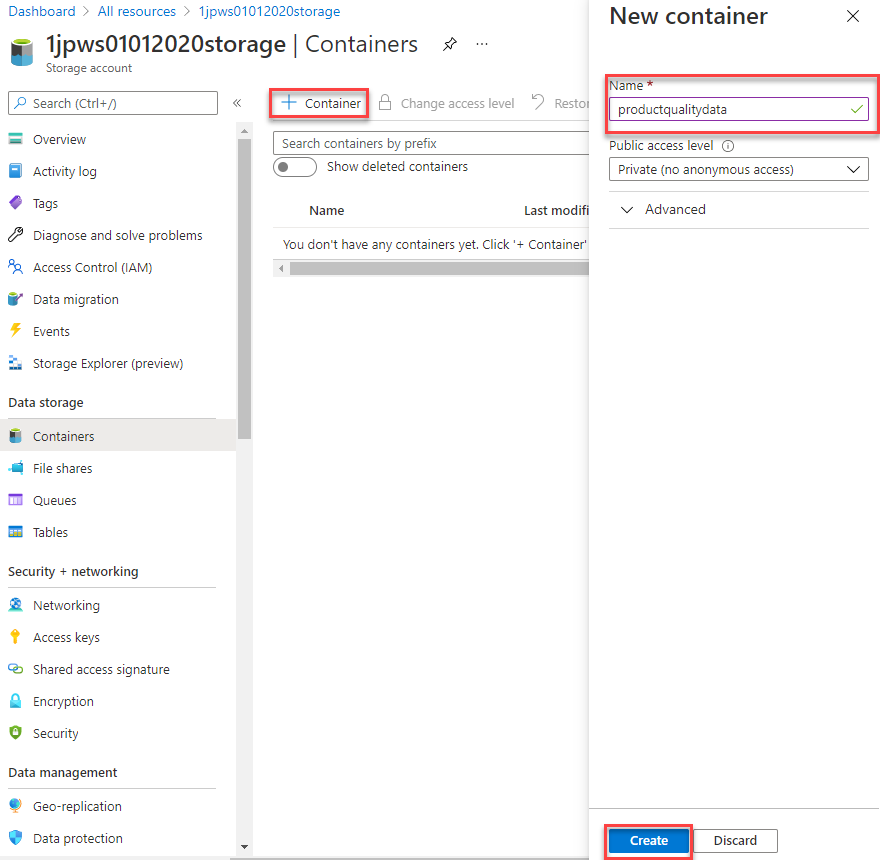 Dashboard > All resources > 1jpws01012020storage
1jpws01012020storage | Containers
Storage account
Search (Ctrl+/)
Overview
Activity log
Tags
Diagnose and solve problems
Access Control (IAM)
Data migration
Events
Storage Explorer (preview)
Data storage
Containers
File shares
Queues
Tables
Security + networking
Networking
Access keys
Shared access signature
Encryption
Security
Data management
Geo-replication
Data protection
+ Container Change access level Restor
Search containers by prefix
Show deleted containers
Name Last modifi
You don't have any containers yet. Click '+ Container'
New container
Name *
productqualitydata
Public access level
Private (no anonymous access)
Advanced
Create Discard